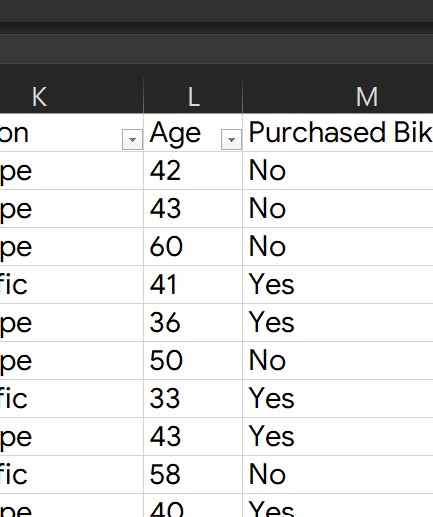 K L M
on Age Purchased Bik
pe 42 No
pe 43 No
pe 60 No
fic 41 Yes
pe 36 Yes
pe 50 No
fic 33 Yes
pe 43 Yes
fic 58 No
pe 40 Yes